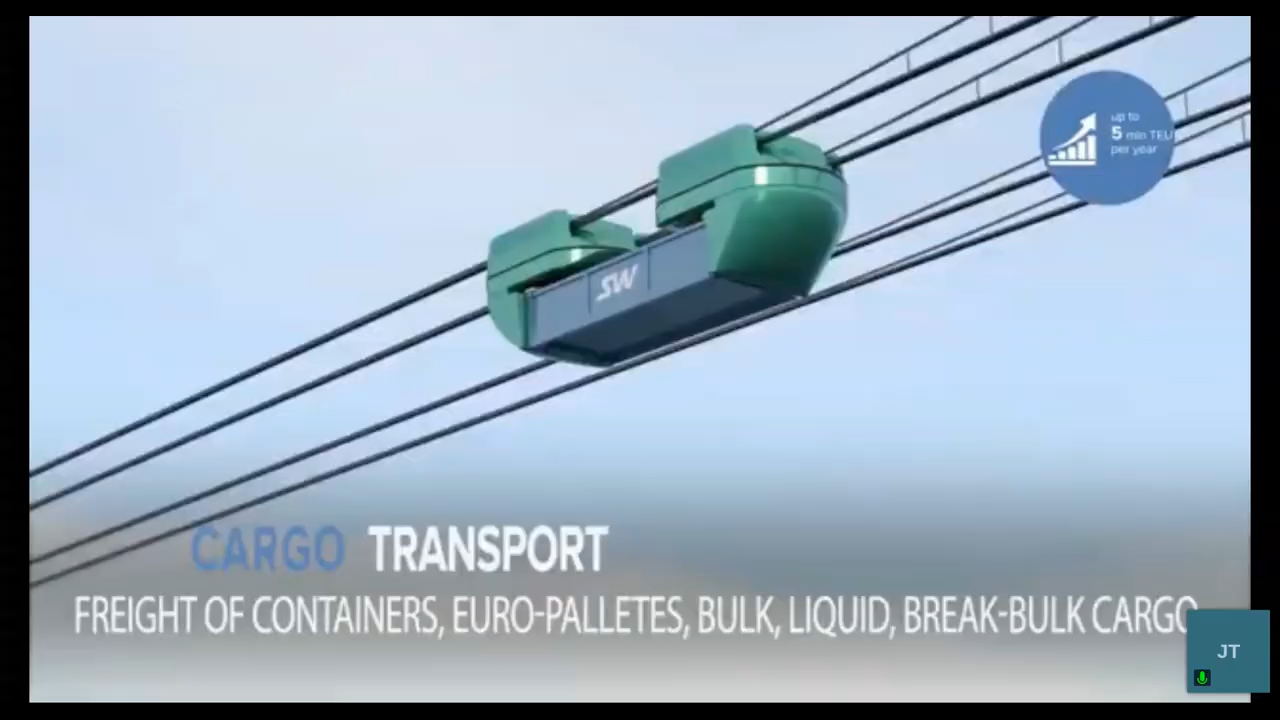 up to
5 mln TEU
per year
SW
CARGO TRANSPORT
FREIGHT OF CONTAINERS, EURO-PALLETES, BULK, LIQUID, BREAK-BULK CARGO
JT